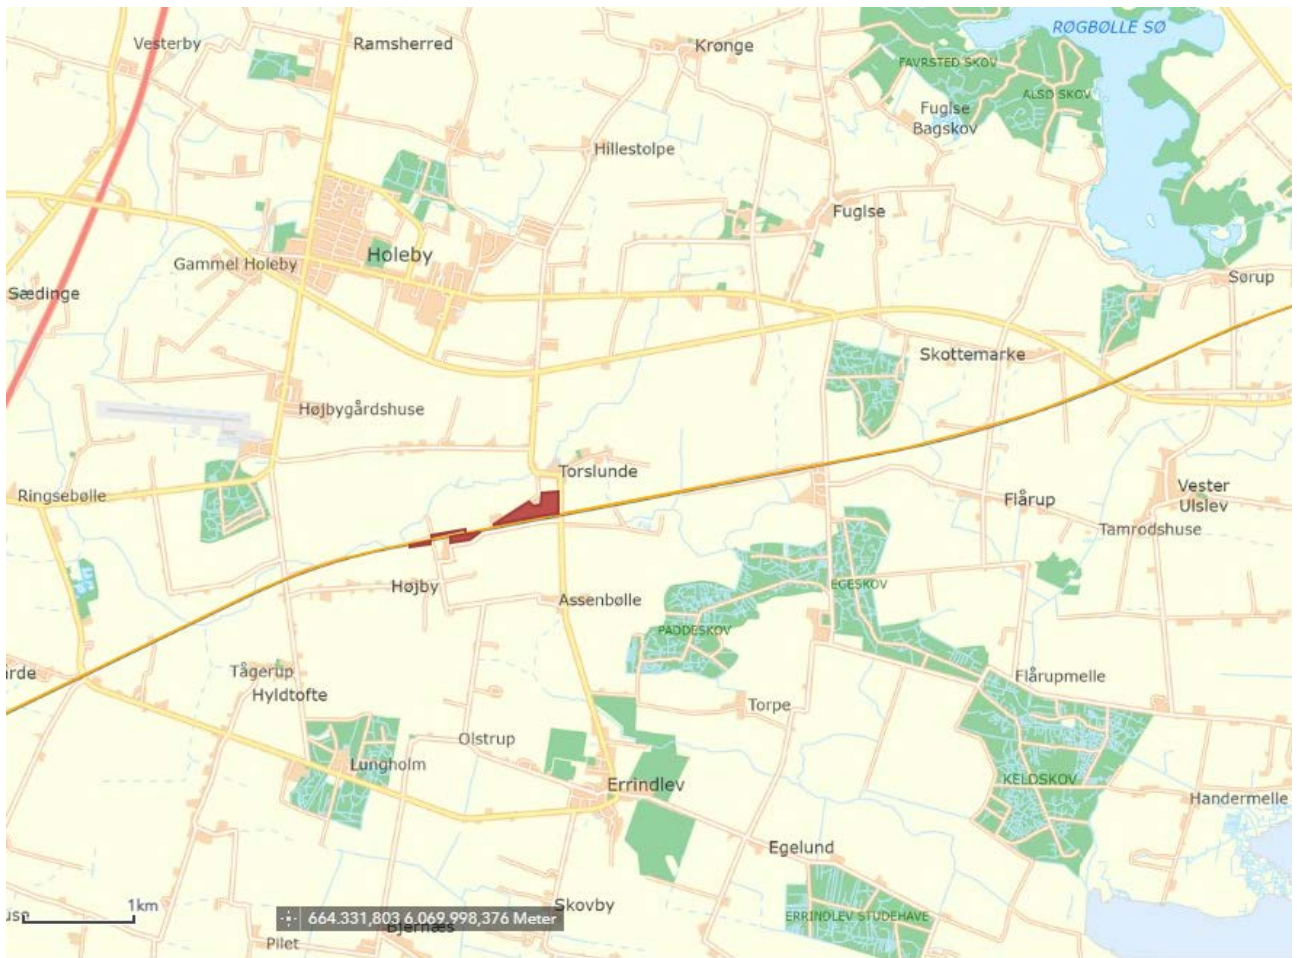 RØGBØLLE SØ
Vesterby
Ramsherred
Kronge
FAVRSTED SKOV
ALSØ SKOV
Fuglse
Bagskov
Hillestolpe
Fuglse
Holeby
Gammel Holeby
Sørup
Sædinge
Skottemarke
Højbygårdshuse
Torslunde
Ringsebølle
Flårup
Vester
Ulslev
Tamrodshuse
Højby
Assenbølle
EGESKOV
PADDESKOV
Tågerup
Flårupmelle
Hyldtofte
Torpe
Olstrup
Lungholm
KELDSKOV
Errindlev
Handermelle
Egelund
1km
Skovby
ERRINDLEV STUDEHAVE
664.331,803 6.069.998,376 Meter
Bjernæs
Pilet